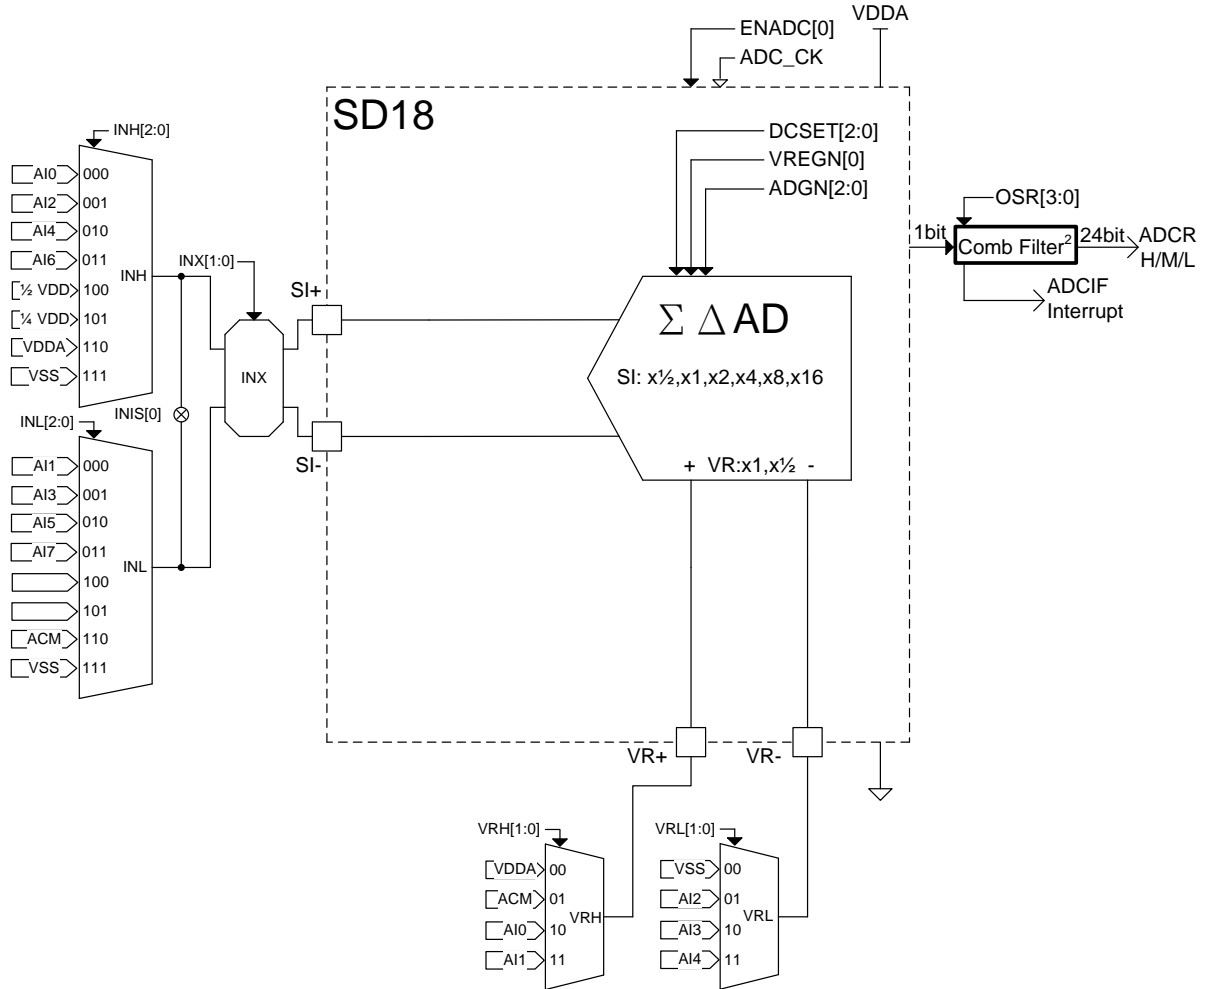 ENADC[0]
VDDA
ADC_CK
SD18
INH[2:0]
AI0 000
AI2 001
AI4 010
AI6 011
½ VDD 100
¼ VDD 101
VDDA 110
VSS 111
INH
INX[1:0]
INX
INIS[0]
INL[2:0]
AI1 000
AI3 001
AI5 010
AI7 011
100
101
ACM 110
VSS 111
INL
SI+
SI-
DCSET[2:0]
VREGN[0]
ADGN[2:0]
Σ Δ AD
SI: x½,x1,x2,x4,x8,x16
+ VR:x1,x½ -
OSR[3:0]
1bit
Comb Filter²
24bit
ADCR
H/M/L
ADCIF
Interrupt
VR+
VR-
VRH[1:0]
VDDA 00
ACM 01
AI0 10
AI1 11
VRH
VRL[1:0]
VSS 00
AI2 01
AI3 10
AI4 11
VRL